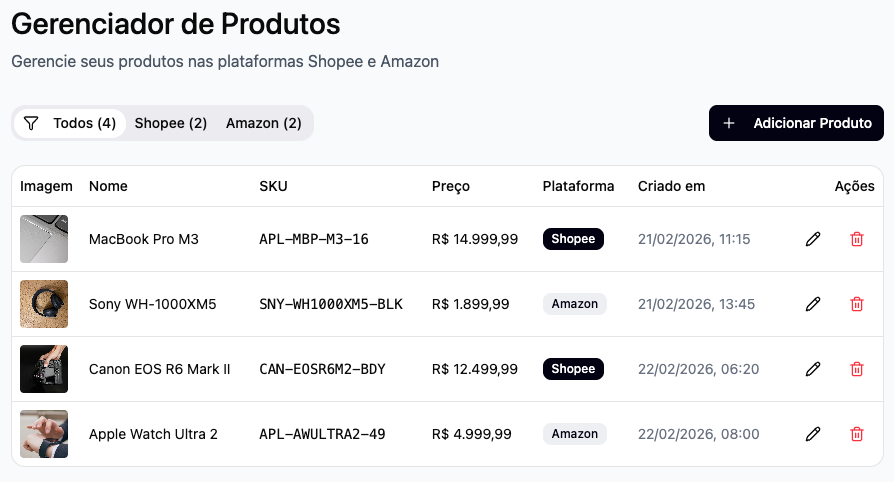 Gerenciador de Produtos
Gerencie seus produtos nas plataformas Shopee e Amazon
Todos (4) Shopee (2) Amazon (2) + Adicionar Produto
Imagem Nome SKU Preço Plataforma Criado em Ações
MacBook Pro M3 APL-MBP-M3-16 R$ 14.999,99 Shopee 21/02/2026, 11:15
Sony WH-1000XM5 SNY-WH1000XM5-BLK R$ 1.899,99 Amazon 21/02/2026, 13:45
Canon EOS R6 Mark II CAN-EOSR6M2-BDY R$ 12.499,99 Shopee 22/02/2026, 06:20
Apple Watch Ultra 2 APL-AWULTRA2-49 R$ 4.999,99 Amazon 22/02/2026, 08:00